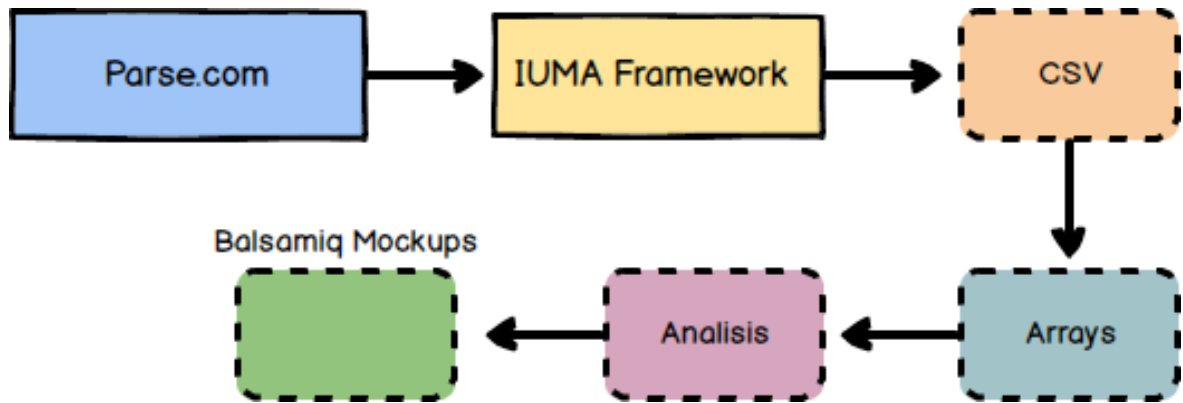 Parse.com
IUMA Framework
CSV
Balsamiq Mockups
Analisis
Arrays